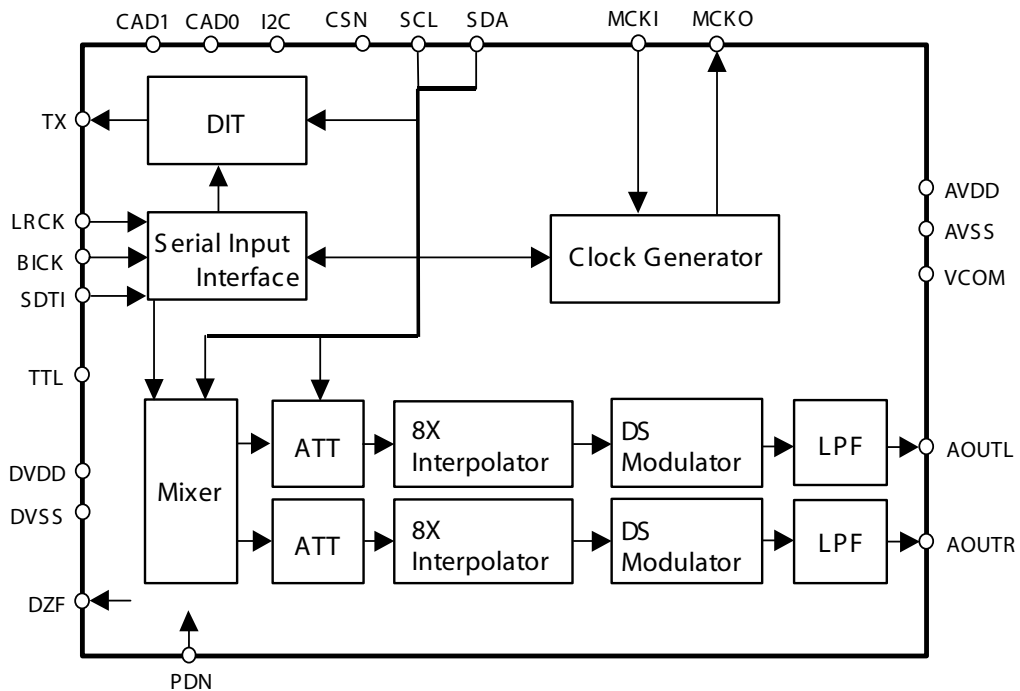 CAD1 CAD0 I2C CSN SCL SDA MCKI MCKO
TX
DIT
LRCK
BICK
SDTI
Serial Input
Interface
Clock Generator
AVDD
AVSS
VCOM
TTL
DVDD
DVSS
DZF
Mixer
ATT
8X
Interpolator
DS
Modulator
LPF
AOUTL
ATT
8X
Interpolator
DS
Modulator
LPF
AOUTR
PDN